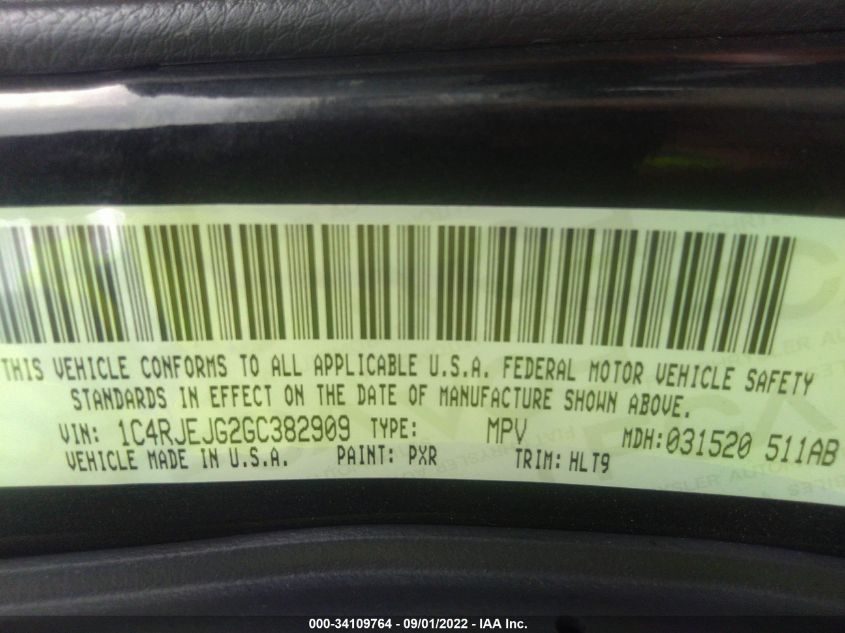 THIS VEHICLE CONFORMS TO ALL APPLICABLE U.S.A. FEDERAL MOTOR VEHICLE SAFETY
STANDARDS IN EFFECT ON THE DATE OF MANUFACTURE SHOWN ABOVE.
VIN: 1C4RJEJG2GC382909 TYPE: MPV MDH:031520 511AB
VEHICLE MADE IN U.S.A. PAINT: PXR TRIM: HLT9
000-34109764 - 09/01/2022 - IAA Inc.